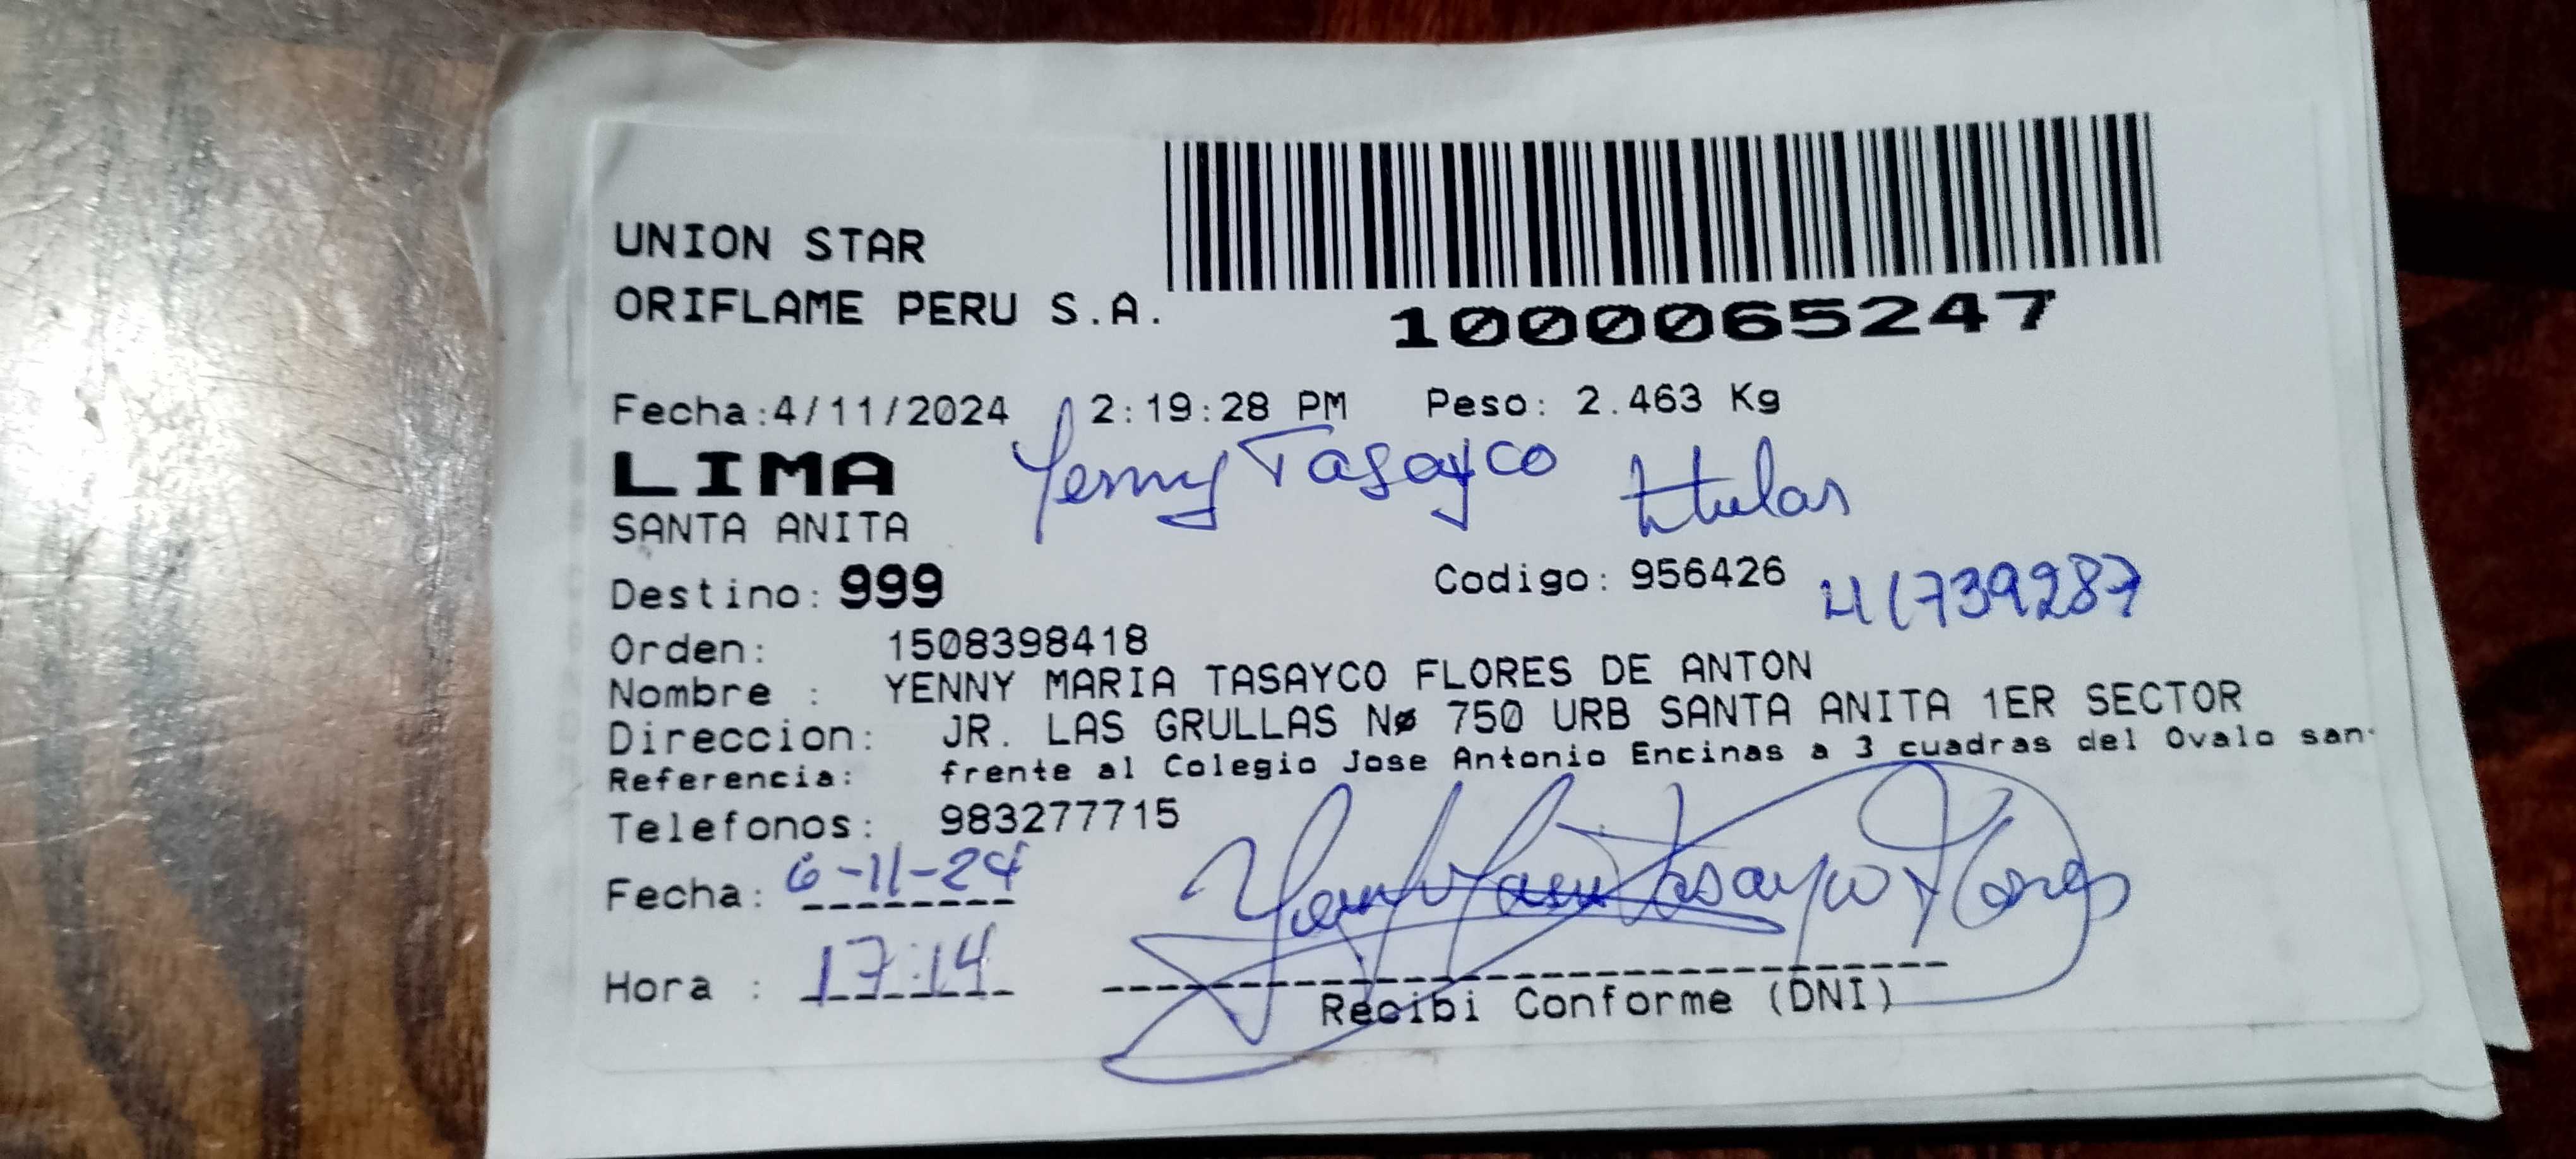 UNION STAR
ORIFLAME PERU S.A.
1000065247
Fecha:4/11/2024 2:19:28 PM Peso: 2.463 Kg
LIMA
Yenny Tasayco titular
SANTA ANITA
Destino: 999 Codigo: 956426 41739287
Orden: 1508398418
Nombre : YENNY MARIA TASAYCO FLORES DE ANTON
Direccion: JR. LAS GRULLAS Nø 750 URB SANTA ANITA 1ER SECTOR
Referencia: frente al Colegio Jose Antonio Encinas a 3 cuadras del Ovalo san
Telefonos: 983277715
Fecha: 6-11-24
Tasayco Flores
Hora : 17:14
Recibi Conforme (DNI)